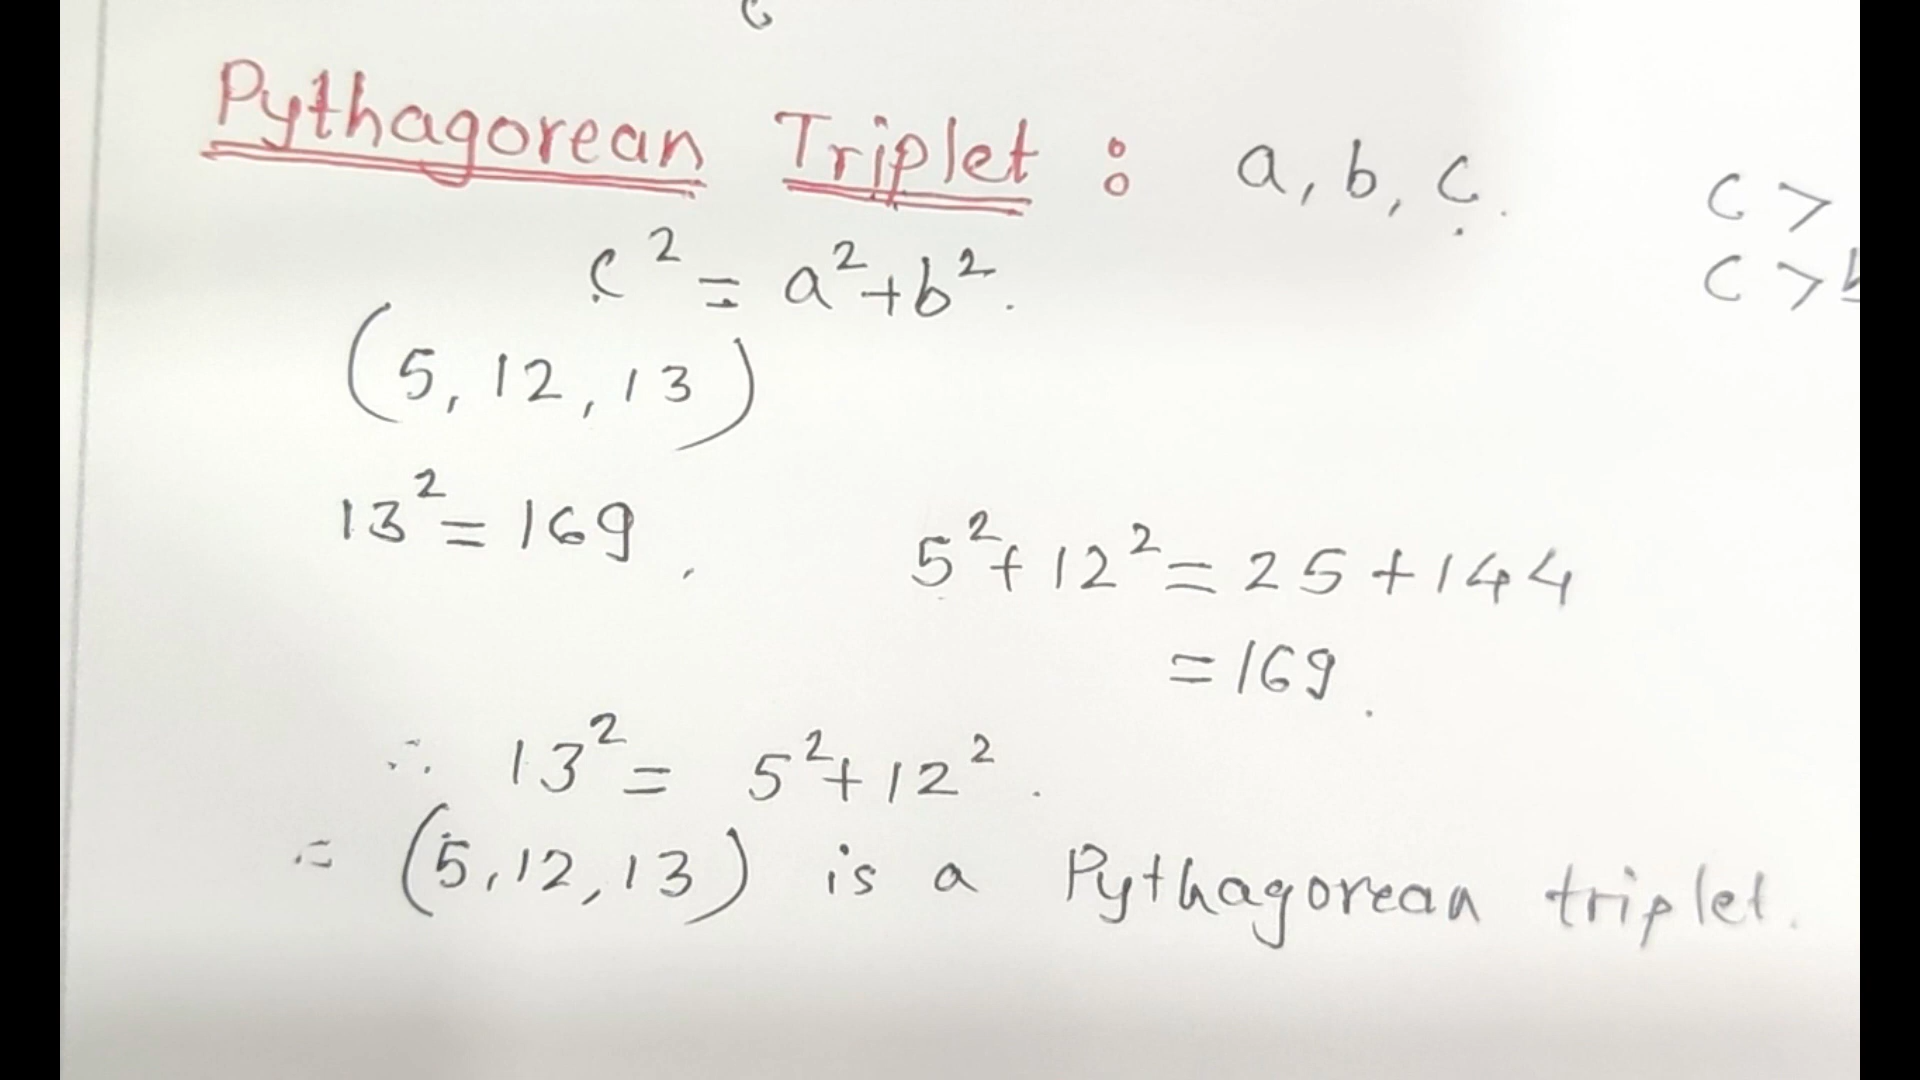 Pythagorean Triplet : a, b, c. c >
c² = a² + b². c > b
(5, 12, 13)
13² = 169, 5² + 12² = 25 + 144
= 169.
∴ 13² = 5² + 12².
∴ (5, 12, 13) is a Pythagorean triplet.